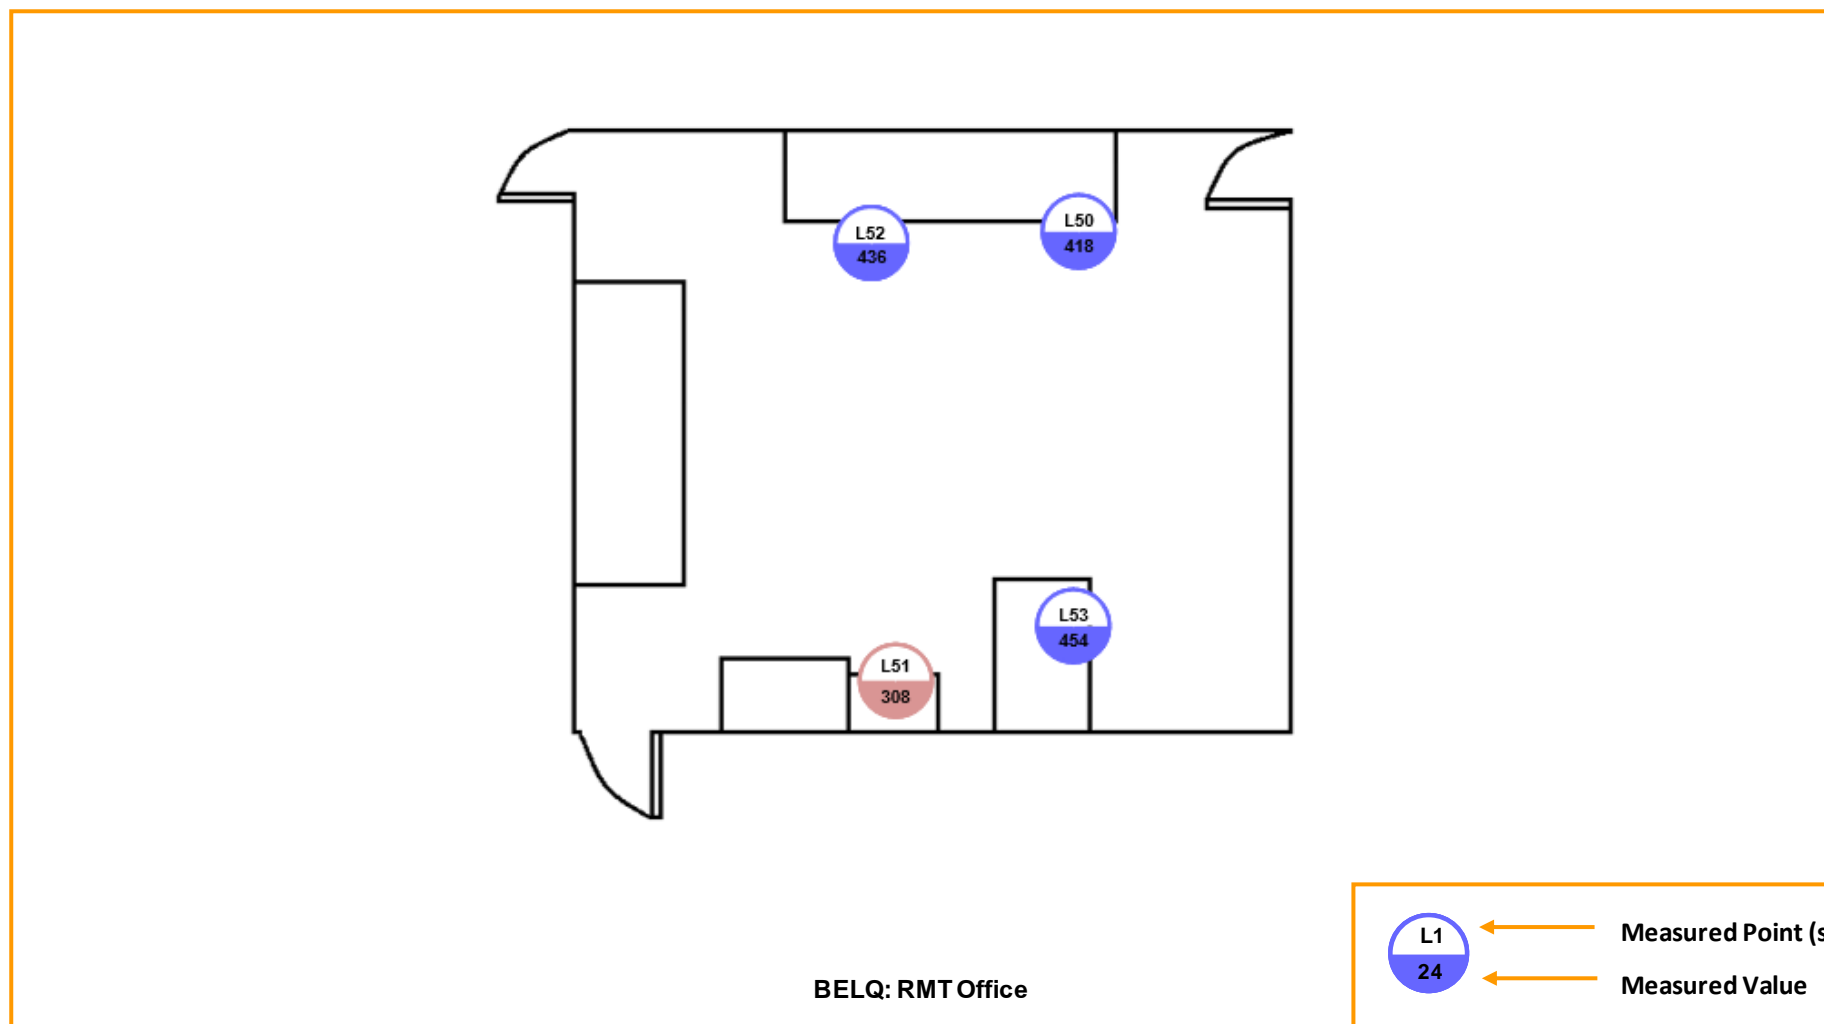 L52
436
L50
418
L53
454
L51
308
L1
24
Measured Point (
Measured Value
BELQ: RMT Office